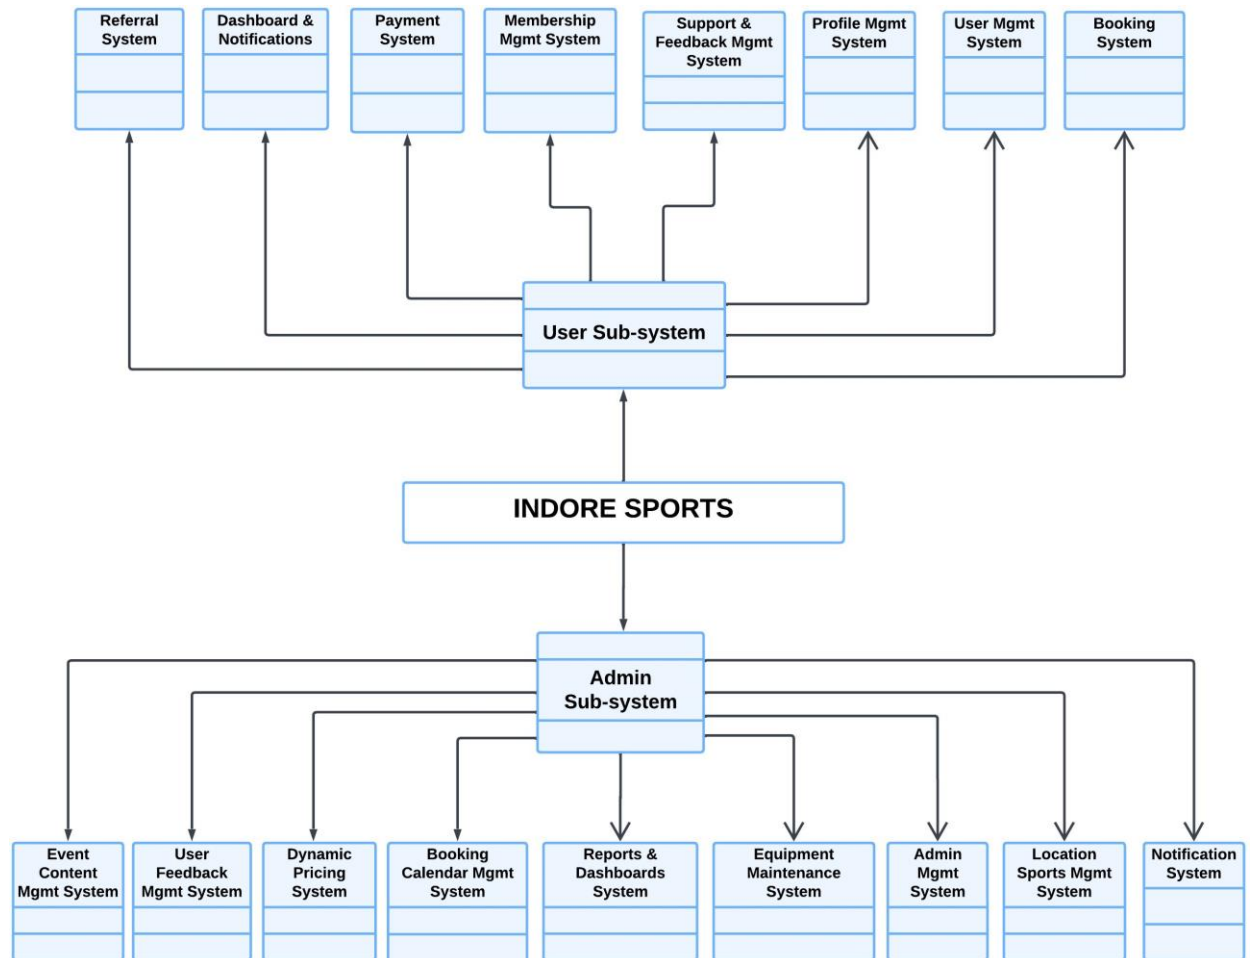 Referral
System
Dashboard &
Notifications
Payment
System
Membership
Mgmt System
Support &
Feedback Mgmt
System
Profile Mgmt
System
User Mgmt
System
Booking
System
User Sub-system
INDORE SPORTS
Admin
Sub-system
Event
Content
Mgmt System
User
Feedback
Mgmt System
Dynamic
Pricing
System
Booking
Calendar Mgmt
System
Reports &
Dashboards
System
Equipment
Maintenance
System
Admin
Mgmt
System
Location
Sports Mgmt
System
Notification
System